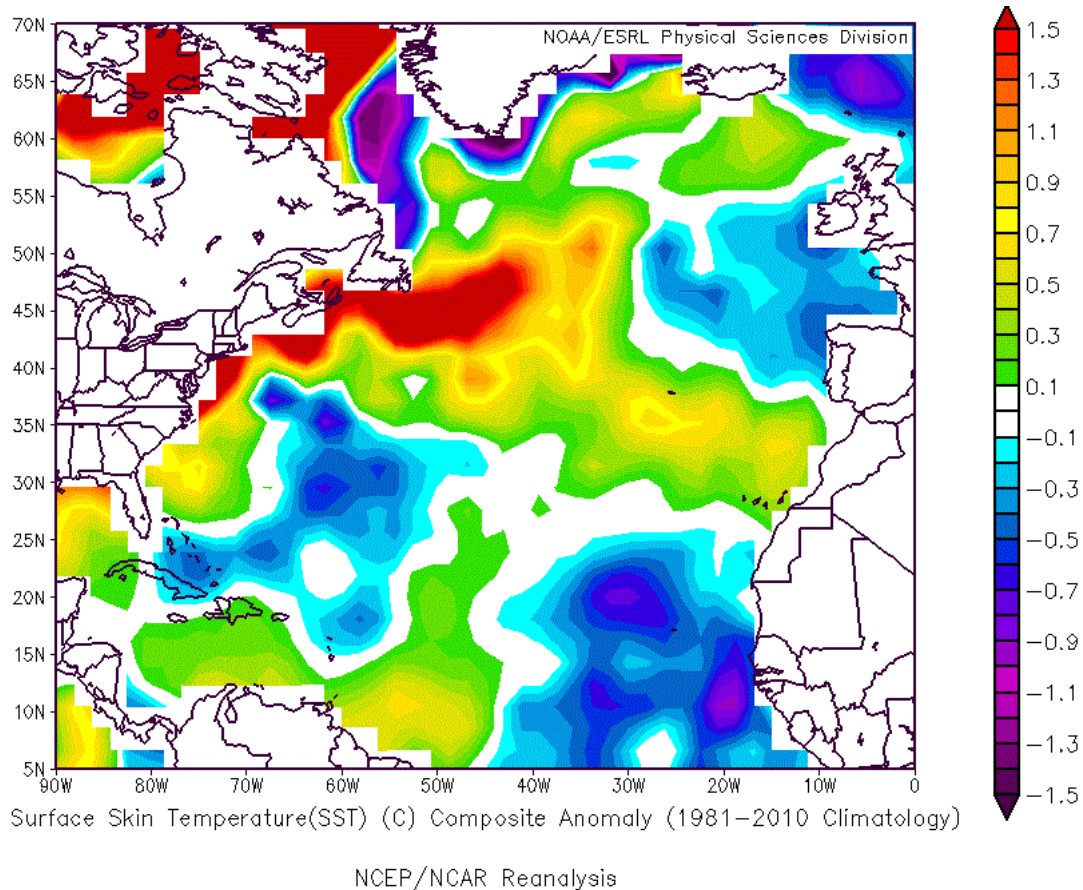 NOAA/ESRL Physical Sciences Division
70N
65N
60N
55N
50N
45N
40N
35N
30N
25N
20N
15N
10N
5N
90W 80W 70W 60W 50W 40W 30W 20W 10W 0
1.5
1.3
1.1
0.9
0.7
0.5
0.3
0.1
−0.1
−0.3
−0.5
−0.7
−0.9
−1.1
−1.3
−1.5
Surface Skin Temperature(SST) (C) Composite Anomaly (1981−2010 Climatology)
NCEP/NCAR Reanalysis